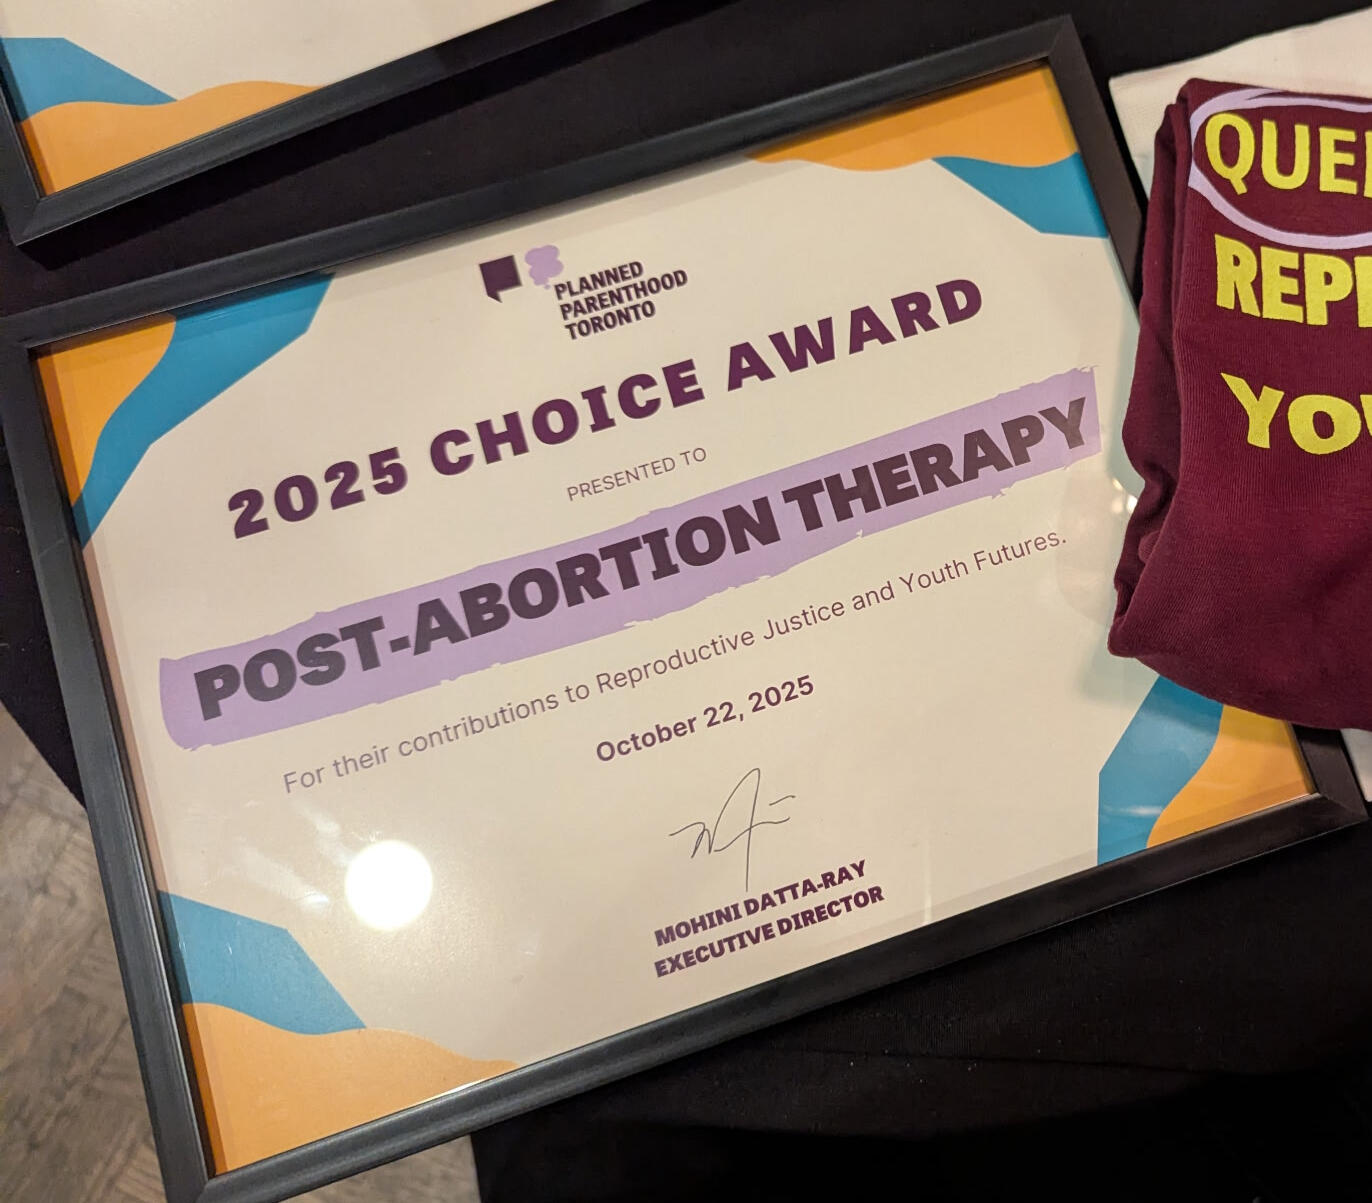 PLANNED
PARENTHOOD
TORONTO
2025 CHOICE AWARD
PRESENTED TO
POST-ABORTION THERAPY
For their contributions to Reproductive Justice and Youth Futures.
October 22, 2025
MOHINI DATTA-RAY
EXECUTIVE DIRECTOR